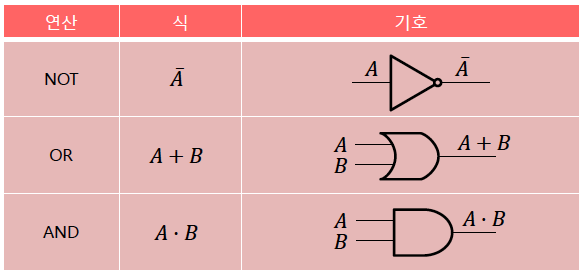 연산 식 기호
NOT Ā A Ā
OR A + B A B A + B
AND A · B A B A · B